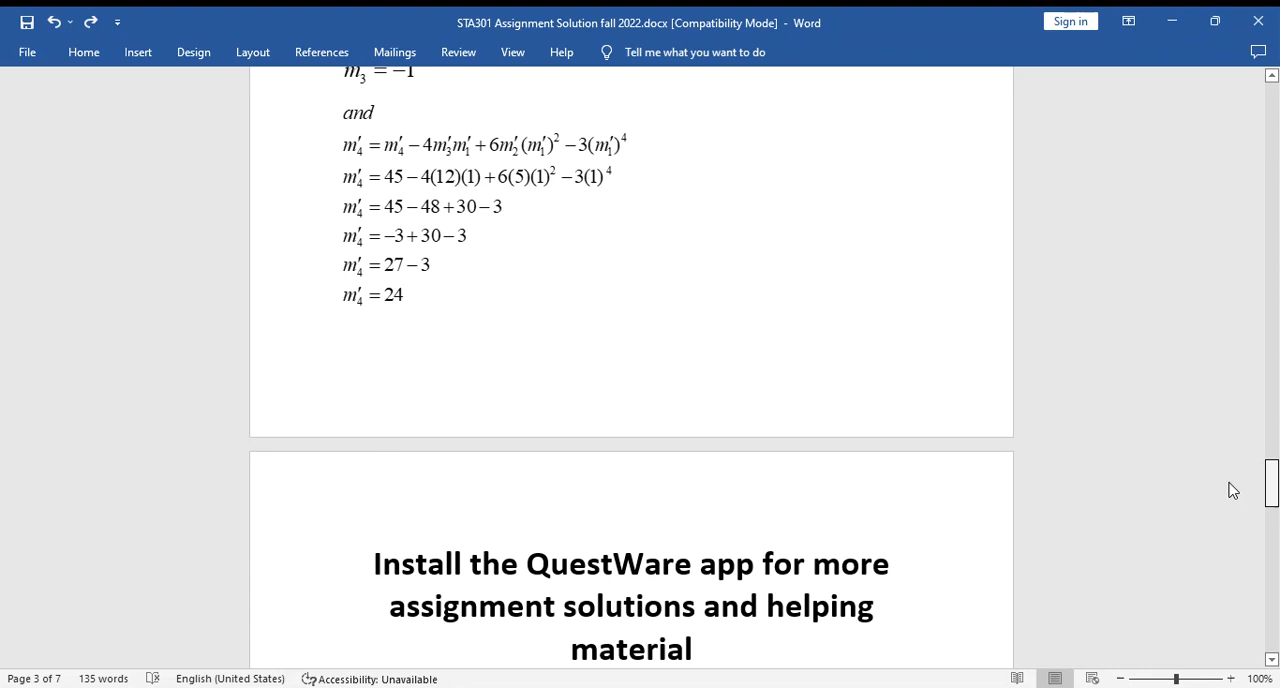 STA301 Assignment Solution fall 2022.docx [Compatibility Mode] - Word
Sign in
File Home Insert Design Layout References Mailings Review View Help Tell me what you want to do
m₃ = −1
and
m′₄ = m′₄ − 4m′₃m′₁ + 6m′₂(m′₁)² − 3(m′₁)⁴
m′₄ = 45 − 4(12)(1) + 6(5)(1)² − 3(1)⁴
m′₄ = 45 − 48 + 30 − 3
m′₄ = −3 + 30 − 3
m′₄ = 27 − 3
m′₄ = 24
Install the QuestWare app for more
assignment solutions and helping
material
Page 3 of 7 135 words English (United States) Accessibility: Unavailable 100%